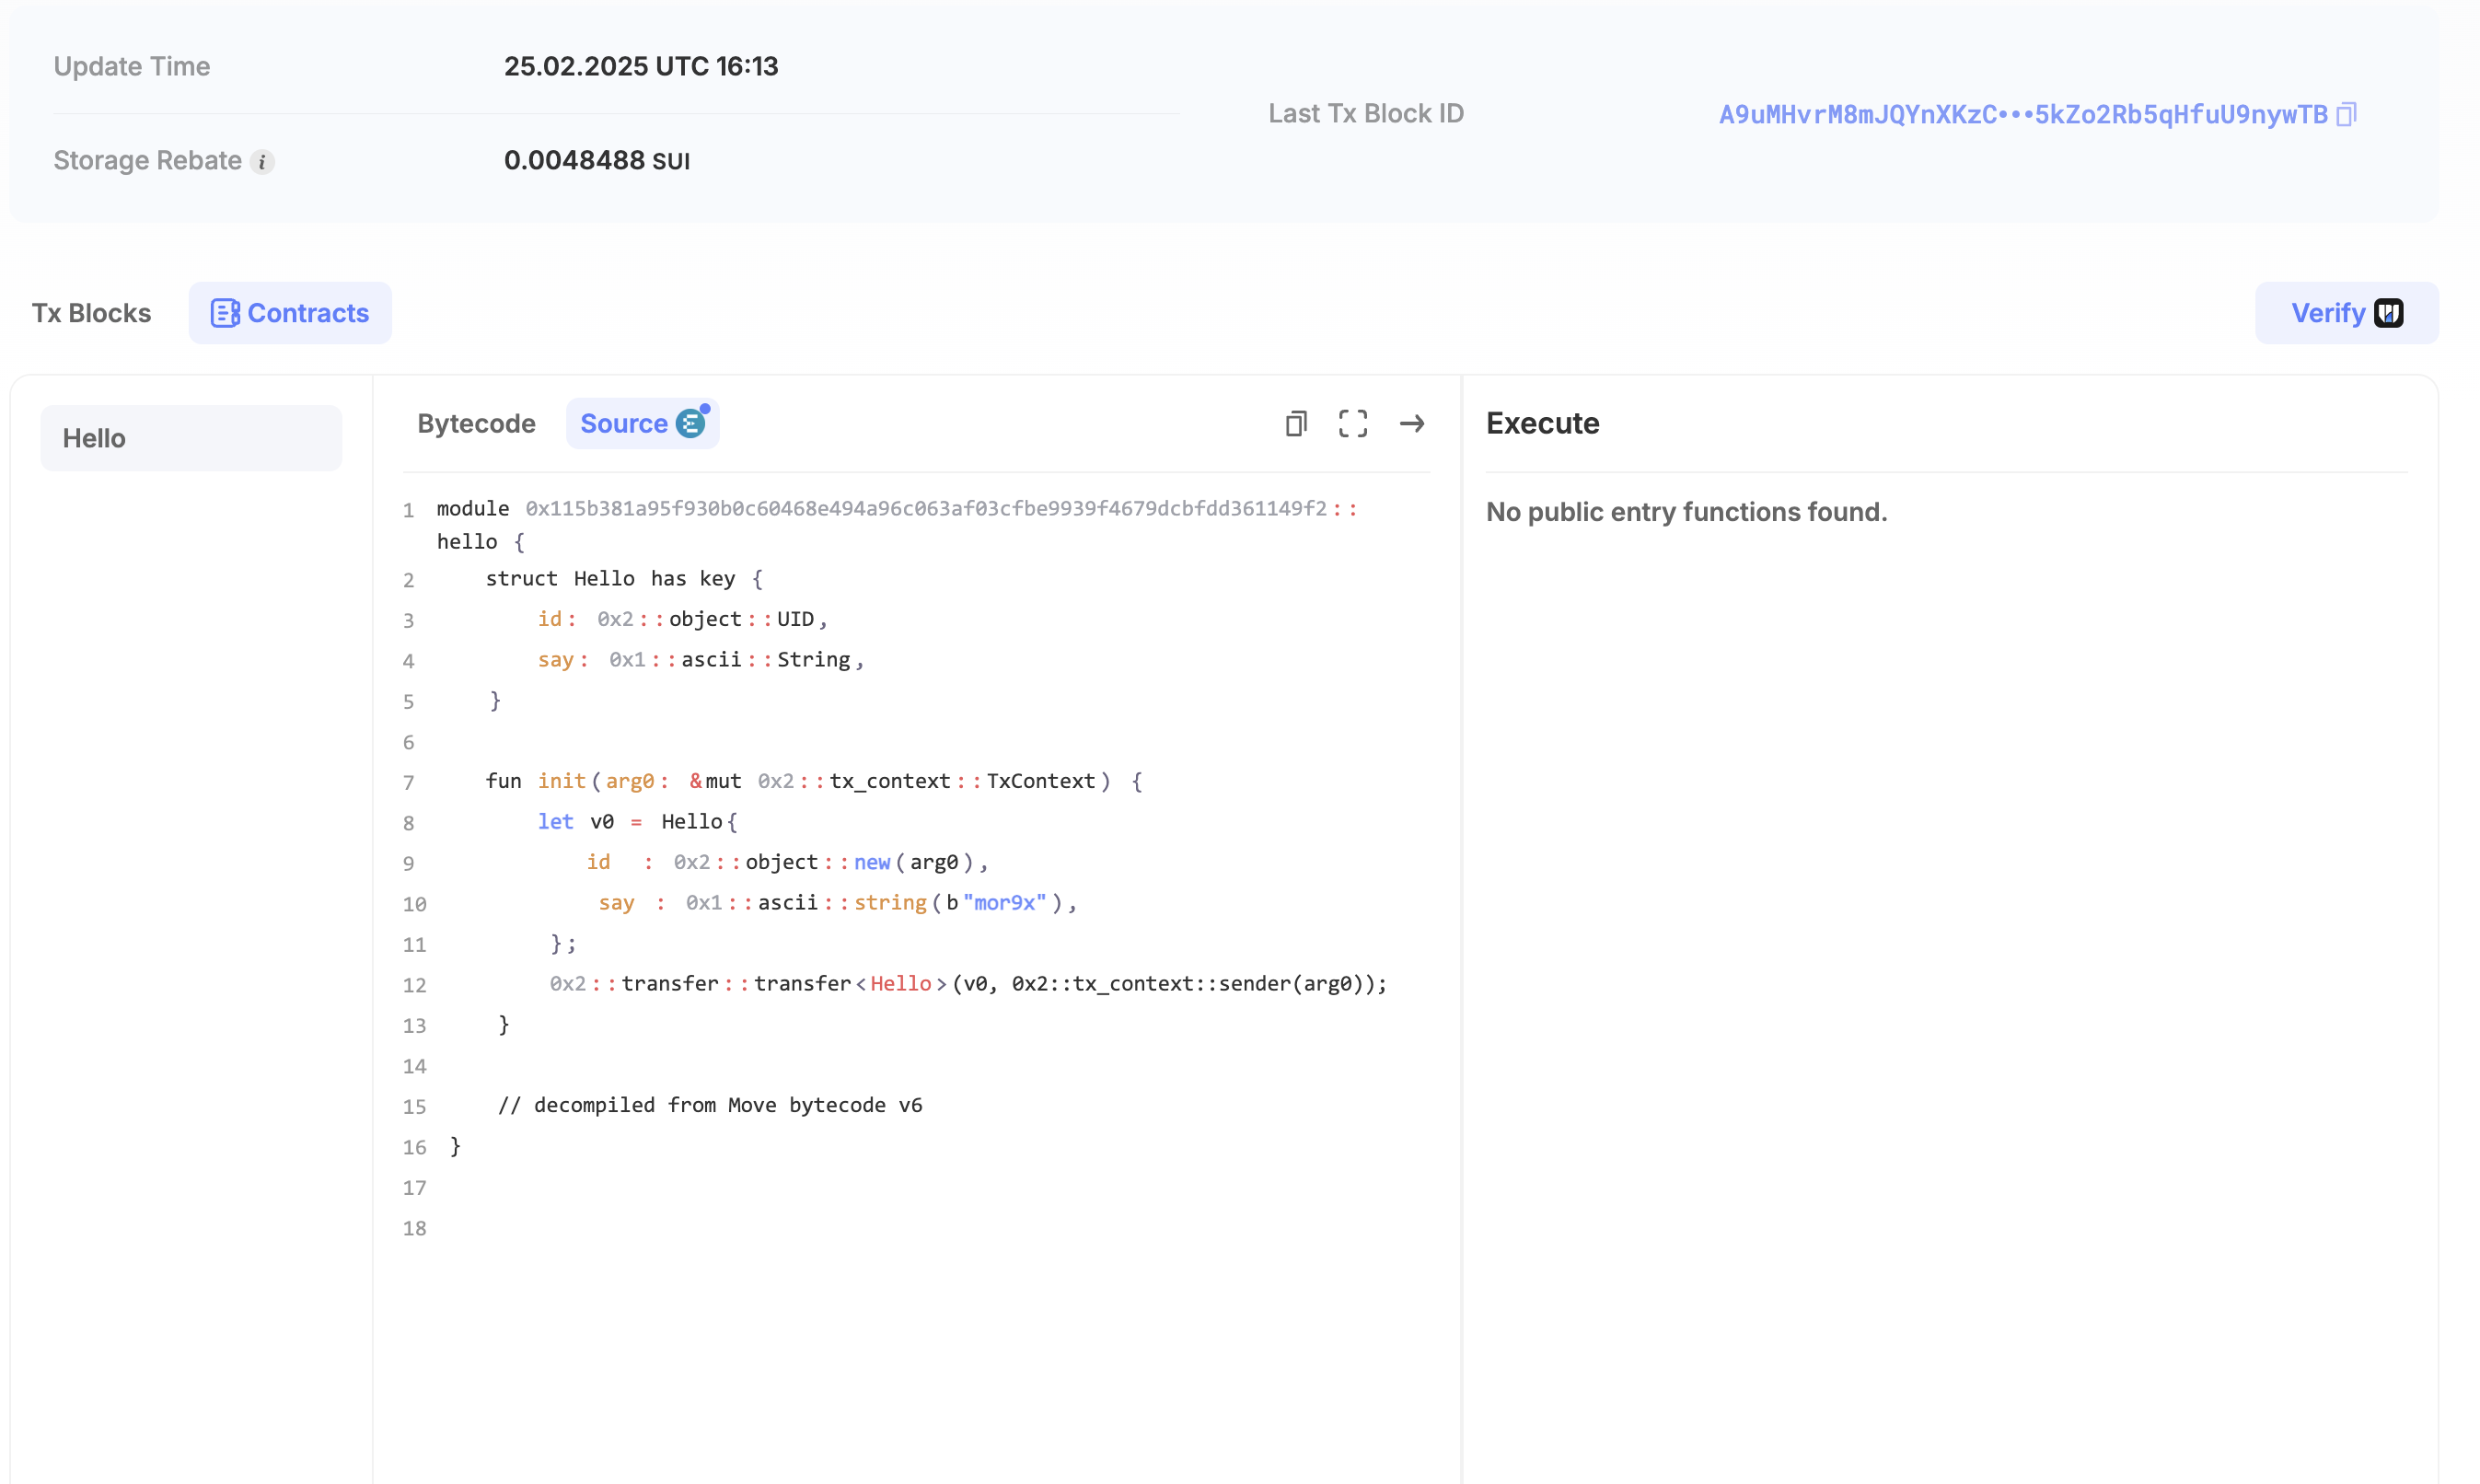 Update Time 25.02.2025 UTC 16:13
Storage Rebate i 0.0048488 SUI
Last Tx Block ID A9uMHvrM8mJQYnXKzC•••5kZo2Rb5qHfuU9nywTB
Tx Blocks Contracts Verify
Hello
Bytecode Source
1 module 0x115b381a95f930b0c60468e494a96c063af03cfbe9939f4679dcbfdd361149f2::
hello {
2 struct Hello has key {
3 id: 0x2::object::UID,
4 say: 0x1::ascii::String,
5 }
6
7 fun init(arg0: &mut 0x2::tx_context::TxContext) {
8 let v0 = Hello{
9 id : 0x2::object::new(arg0),
10 say : 0x1::ascii::string(b"mor9x"),
11 };
12 0x2::transfer::transfer<Hello>(v0, 0x2::tx_context::sender(arg0));
13 }
14
15 // decompiled from Move bytecode v6
16 }
17
18
Execute
No public entry functions found.